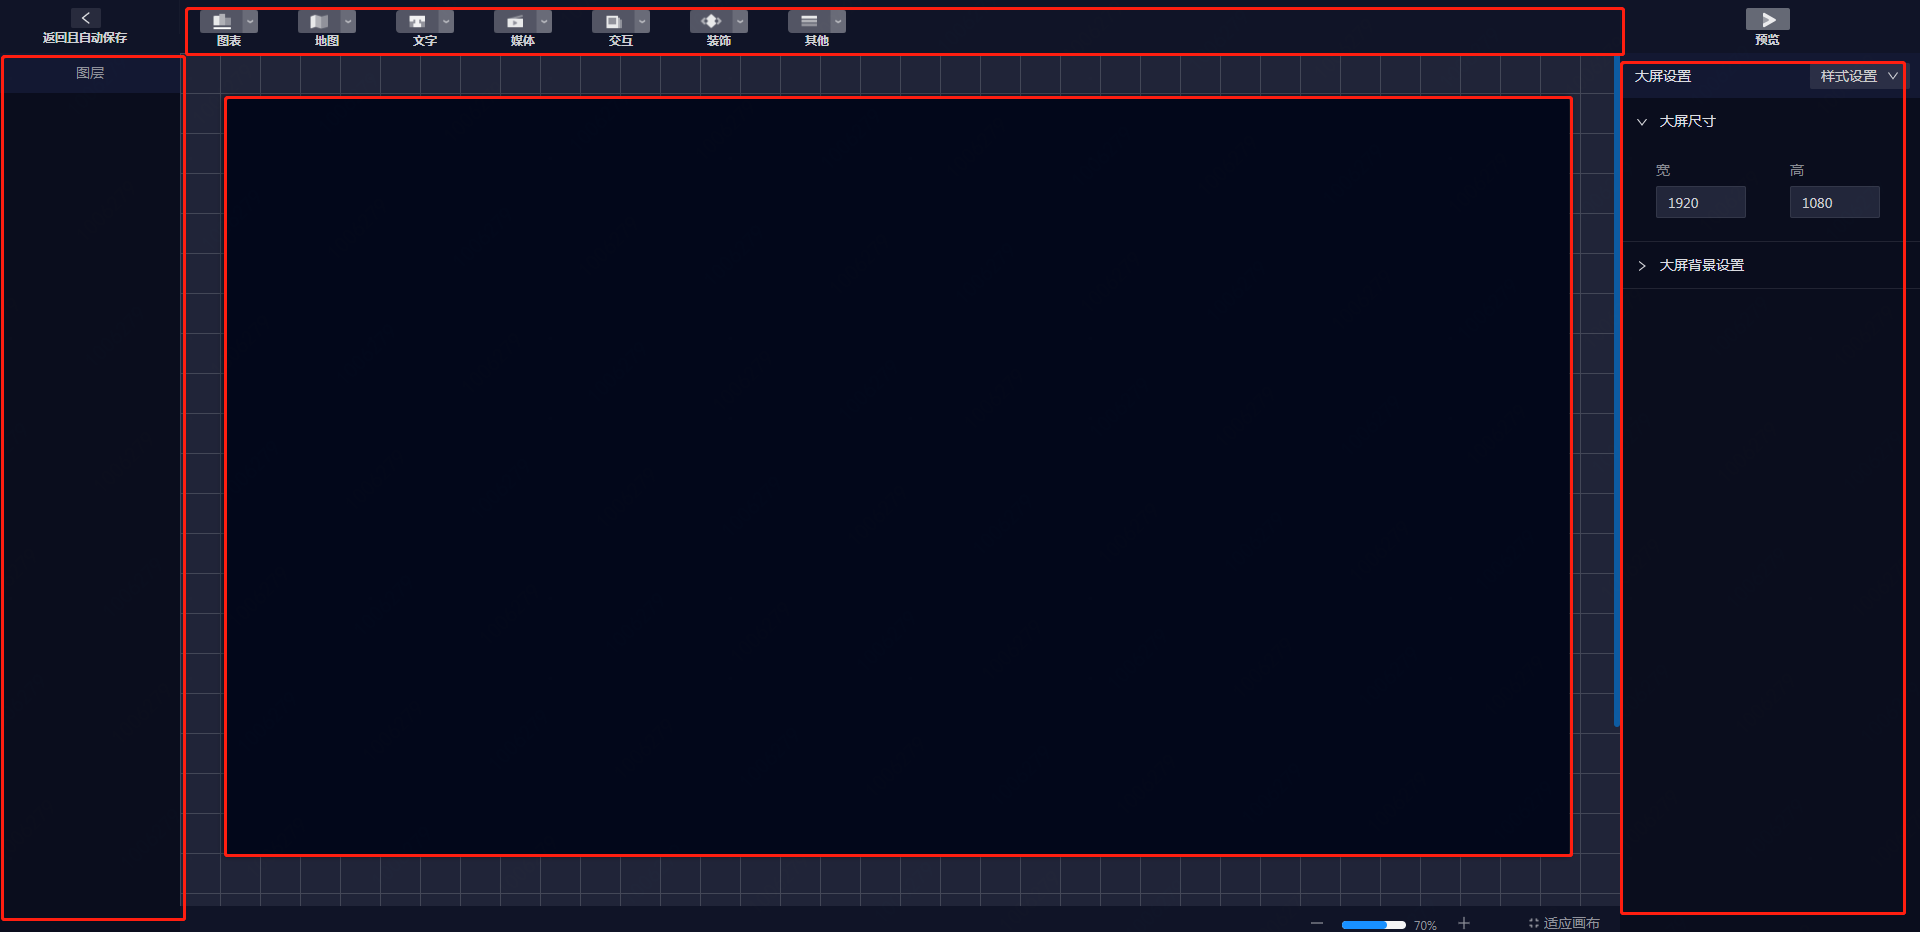 返回且自动保存
图表 地图 文字 媒体 交互 装饰 其他
预览
图层
大屏设置 样式设置
大屏尺寸
宽 高
1920 1080
大屏背景设置
70% 适应画布